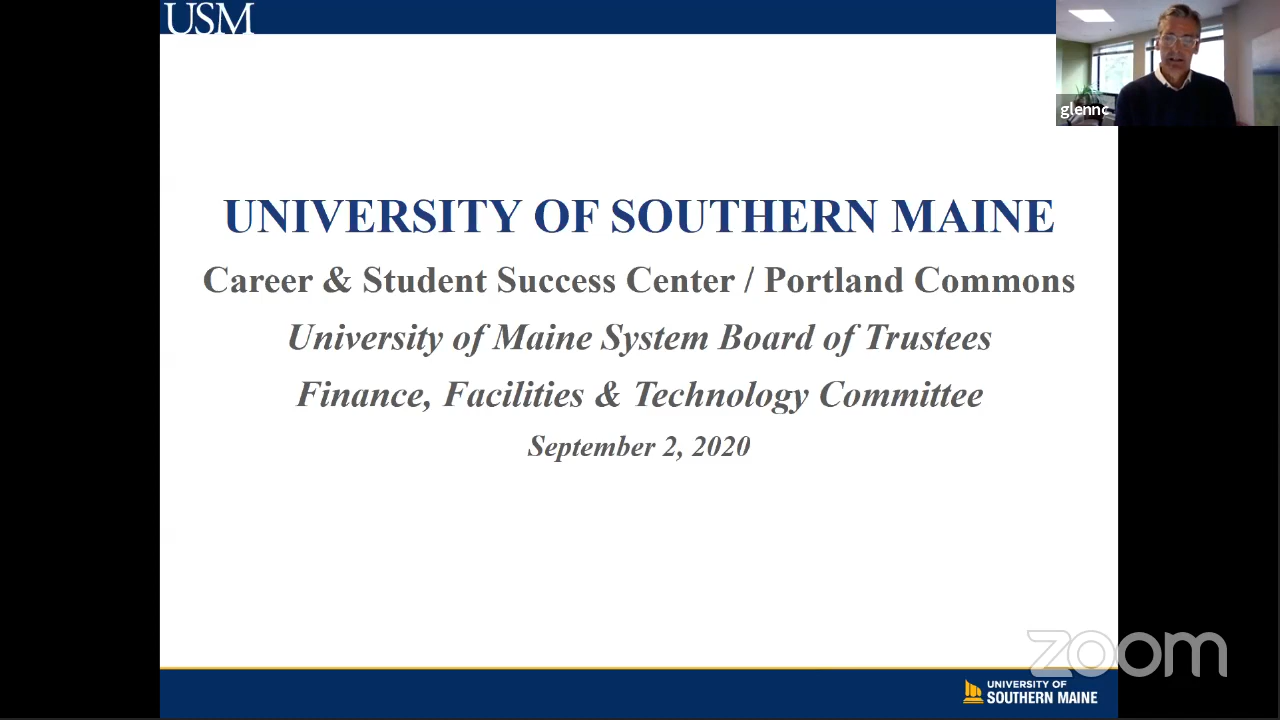 USM
glennc
UNIVERSITY OF SOUTHERN MAINE
Career & Student Success Center / Portland Commons
University of Maine System Board of Trustees
Finance, Facilities & Technology Committee
September 2, 2020
zoom
UNIVERSITY OF
SOUTHERN MAINE